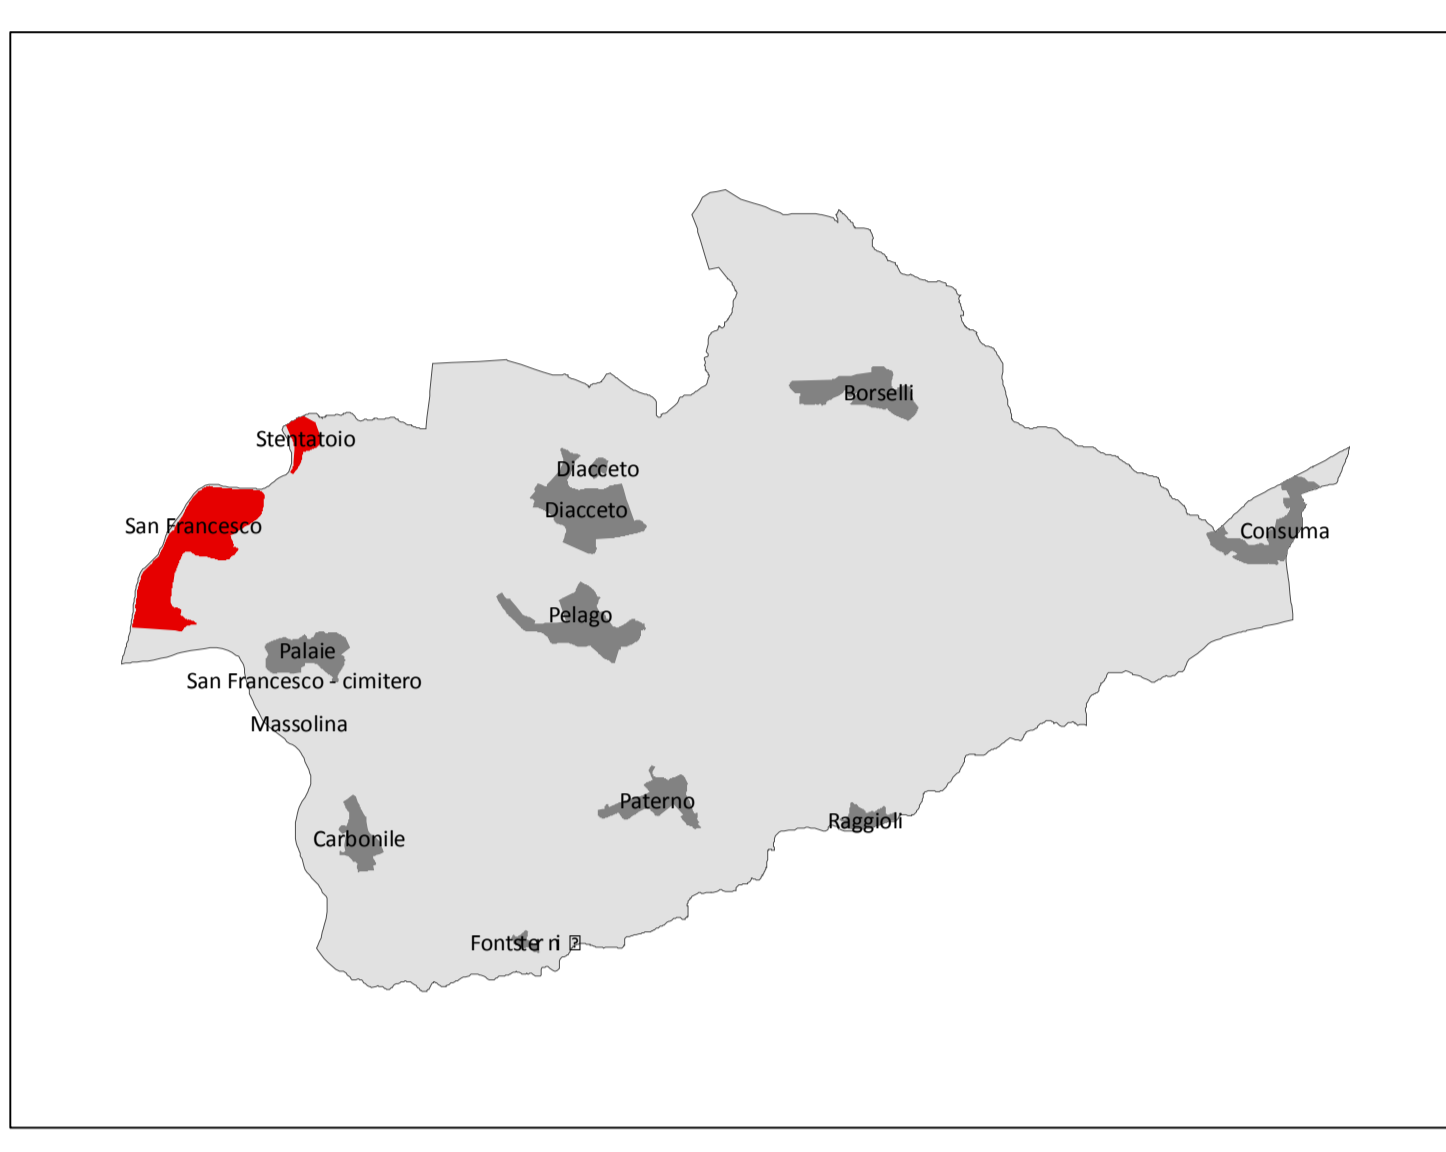 Borselli
Stentatoio
Diacceto
Diacceto
San Francesco
Consuma
Pelago
Palaie
San Francesco - cimitero
Massolina
Paterno
Raggioli
Carbonile